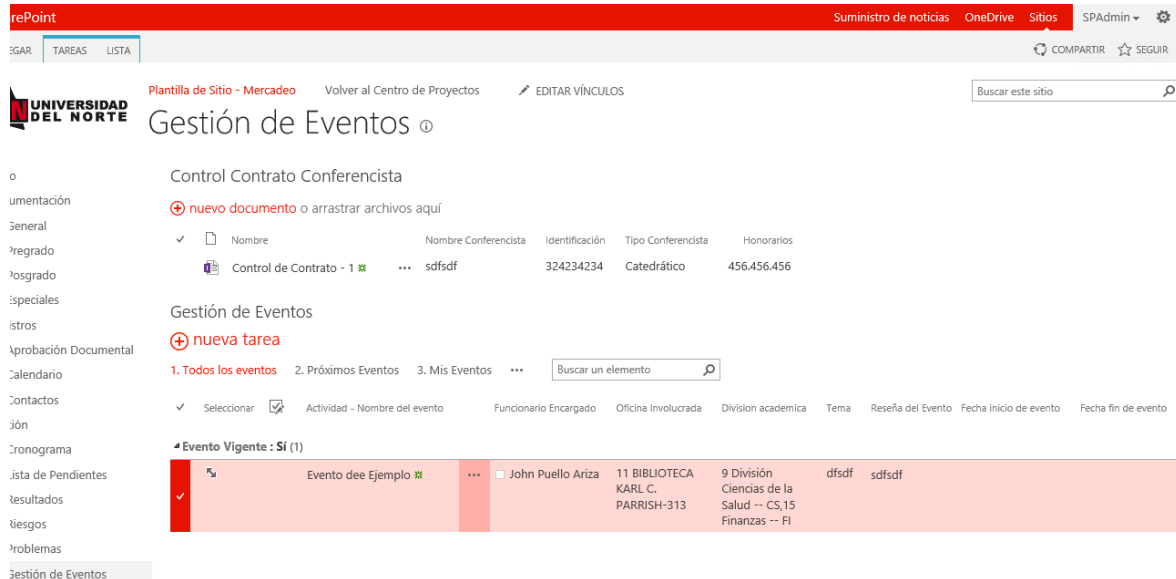 rePoint
Suministro de noticias OneDrive Sitios SPAdmin
EGAR TAREAS LISTA
COMPARTIR SEGUIR
UNIVERSIDAD
DEL NORTE
Plantilla de Sitio - Mercadeo Volver al Centro de Proyectos EDITAR VÍNCULOS
Buscar este sitio
Gestión de Eventos
o
umentación
General
Pregrado
Posgrado
Especiales
istros
Aprobación Documental
Calendario
Contactos
ión
Cronograma
Lista de Pendientes
Resultados
Riesgos
Problemas
Gestión de Eventos
Control Contrato Conferencista
nuevo documento o arrastrar archivos aquí
Nombre Nombre Conferencista Identificación Tipo Conferencista Honorarios
Control de Contrato - 1 ... sdfsdf 324234234 Catedrático 456.456.456
Gestión de Eventos
nueva tarea
1. Todos los eventos 2. Próximos Eventos 3. Mis Eventos ... Buscar un elemento
Seleccionar Actividad - Nombre del evento Funcionario Encargado Oficina Involucrada Division academica Tema Reseña del Evento Fecha inicio de evento Fecha fin de evento
Evento Vigente : Sí (1)
Evento dee Ejemplo ... John Puello Ariza 11 BIBLIOTECA 9 División dfsdf sdfsdf
KARL C. Ciencias de la
PARRISH-313 Salud -- CS,15
Finanzas -- FI